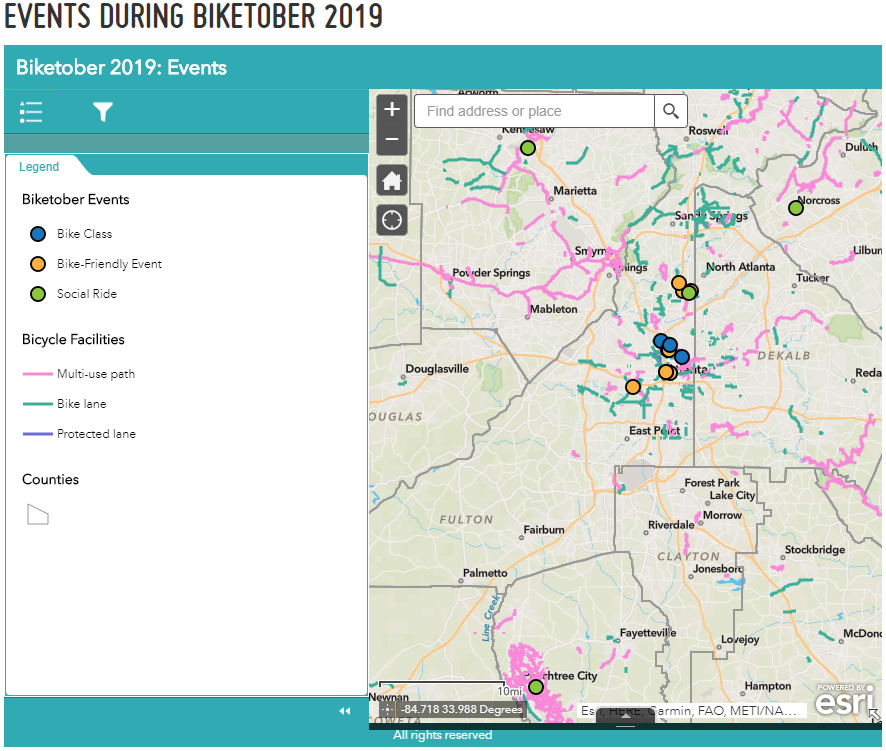 EVENTS DURING BIKETOBER 2019
Biketober 2019: Events
Legend
Biketober Events
Bike Class
Bike-Friendly Event
Social Ride
Bicycle Facilities
Multi-use path
Bike lane
Protected lane
Counties
+
−
Find address or place
Acworth
Kennesaw
Roswell
Duluth
Marietta
Norcross
Sandy Springs
Smyrna
Lilburn
North Atlanta
Powder Springs
Tucker
Mableton
DEKALB
Douglasville
Reda
OUGLAS
East Point
Forest Park
Lake City
FULTON
Morrow
Riverdale
Fairburn
CLAYTON
Stockbridge
Jonesboro
Palmetto
Line Creek
Fayetteville
Lovejoy
McDono
Peachtree City
Hampton
Newnan
10mi
COWETA
-84.718 33.988 Degrees
Esri, HERE, Garmin, FAO, METI/NA...
POWERED BY
esri
All rights reserved